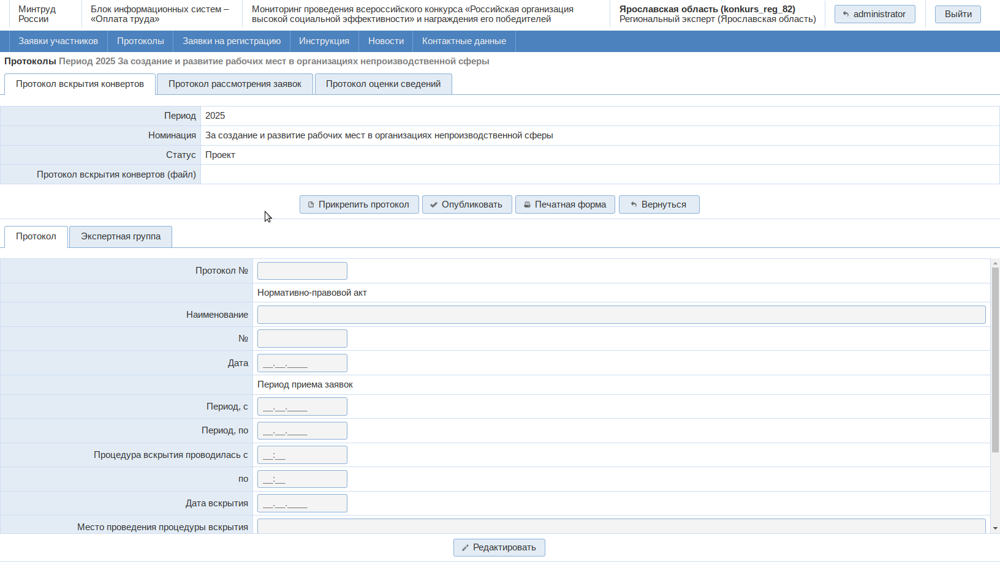 Минтруд России
Блок информационных систем – «Оплата труда»
Мониторинг проведения всероссийского конкурса «Российская организация высокой социальной эффективности» и награждения его победителей
Ярославская область (konkurs_reg_82)
Региональный эксперт (Ярославская область)
administrator
Выйти
Заявки участников
Протоколы
Заявки на регистрацию
Инструкция
Новости
Контактные данные
Протоколы Период 2025 За создание и развитие рабочих мест в организациях непроизводственной сферы
Протокол вскрытия конвертов
Протокол рассмотрения заявок
Протокол оценки сведений
Период 2025
Номинация За создание и развитие рабочих мест в организациях непроизводственной сферы
Статус Проект
Протокол вскрытия конвертов (файл)
Прикрепить протокол
Опубликовать
Печатная форма
Вернуться
Протокол
Экспертная группа
Протокол №
Нормативно-правовой акт
Наименование
№
Дата __.__.____
Период приема заявок
Период, с __.__.____
Период, по __.__.____
Процедура вскрытия проводилась с __:__
по __:__
Дата вскрытия __.__.____
Место проведения процедуры вскрытия
Редактировать